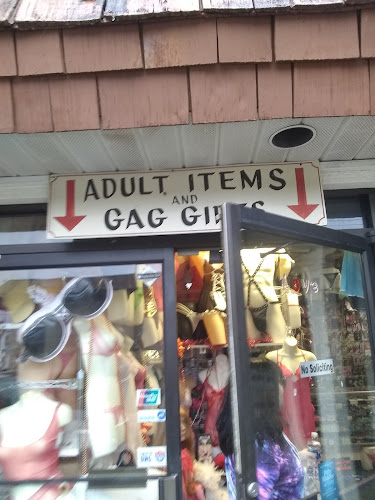 ADULT ITEMS
AND
GAG GIFTS
No Soliciting